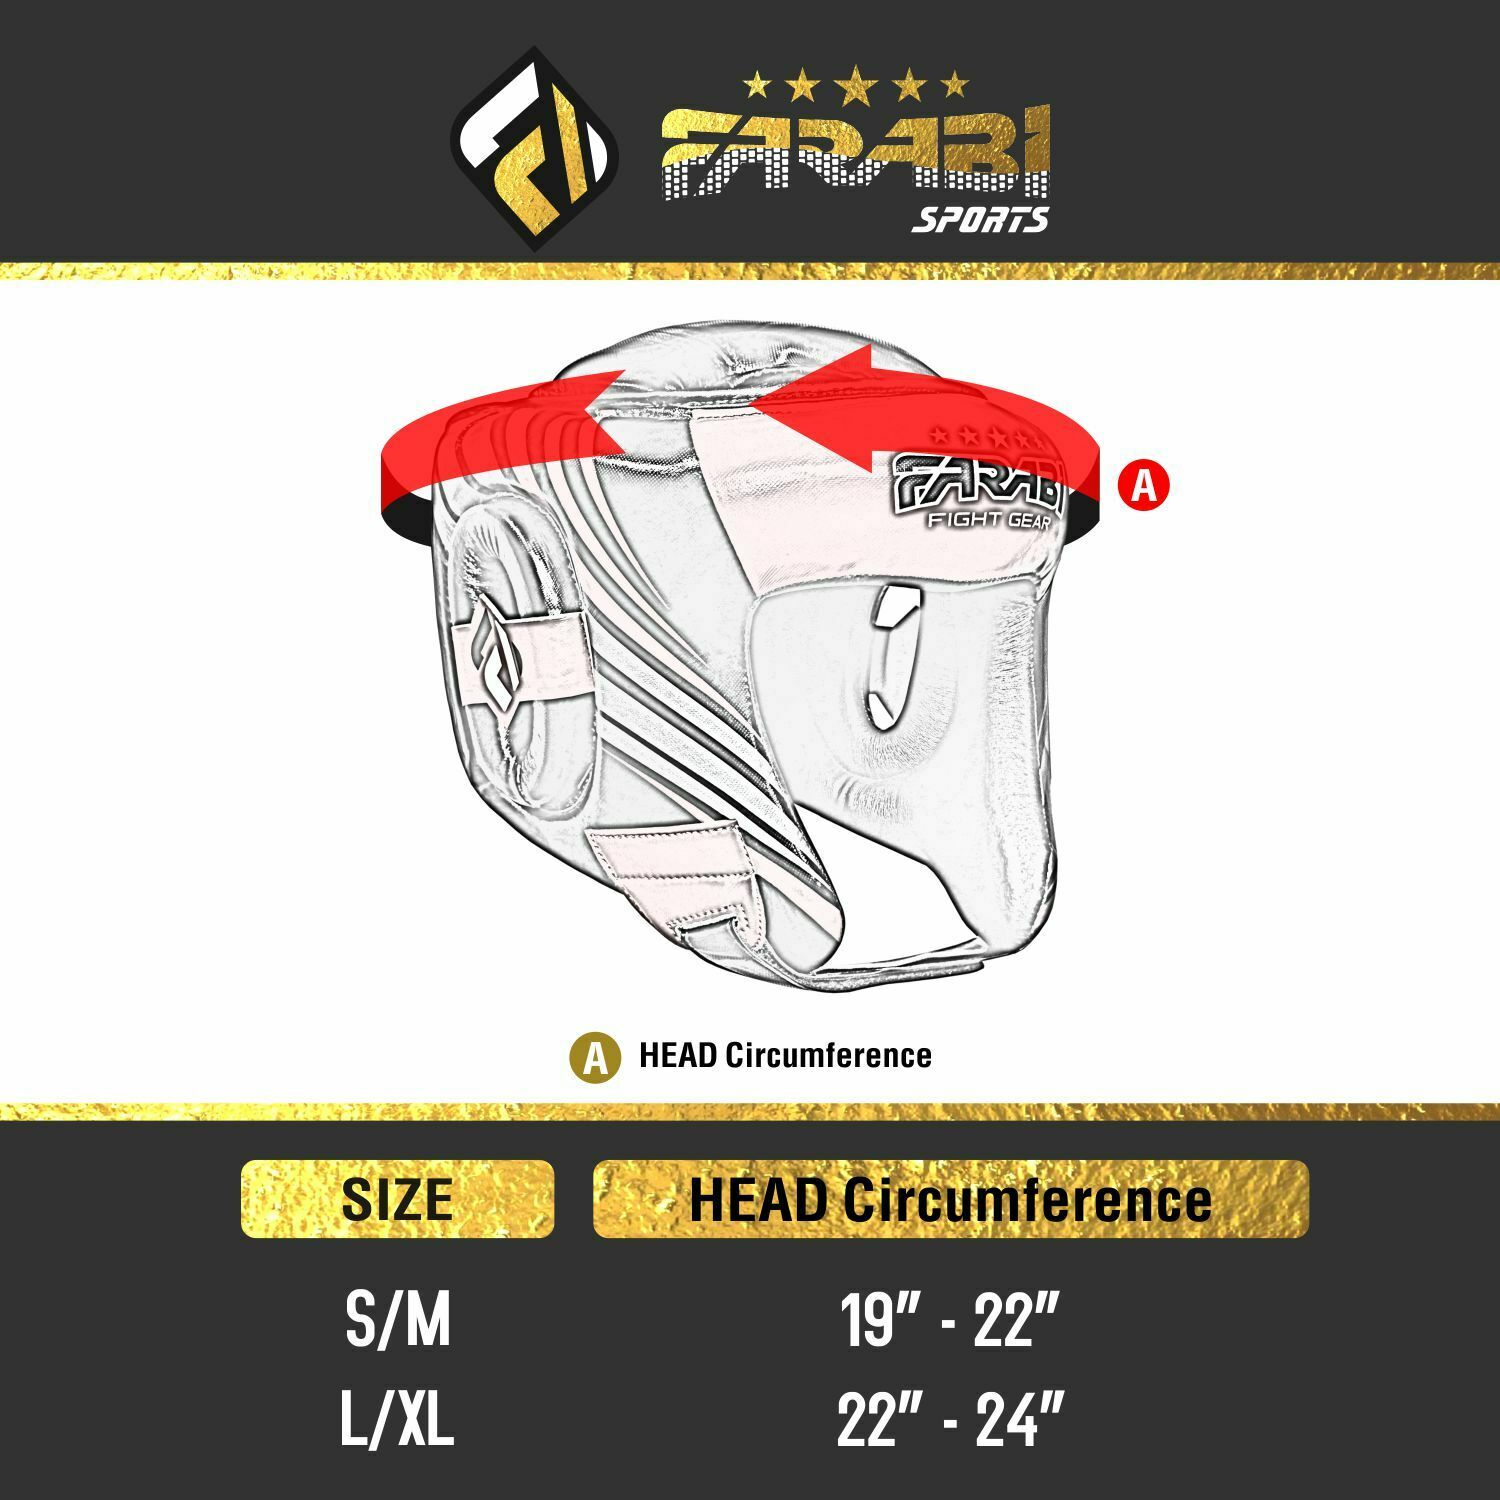 FARABI
SPORTS
FARABI
FIGHT GEAR
A
A HEAD Circumference
SIZE HEAD Circumference
S/M 19" - 22"
L/XL 22" - 24"